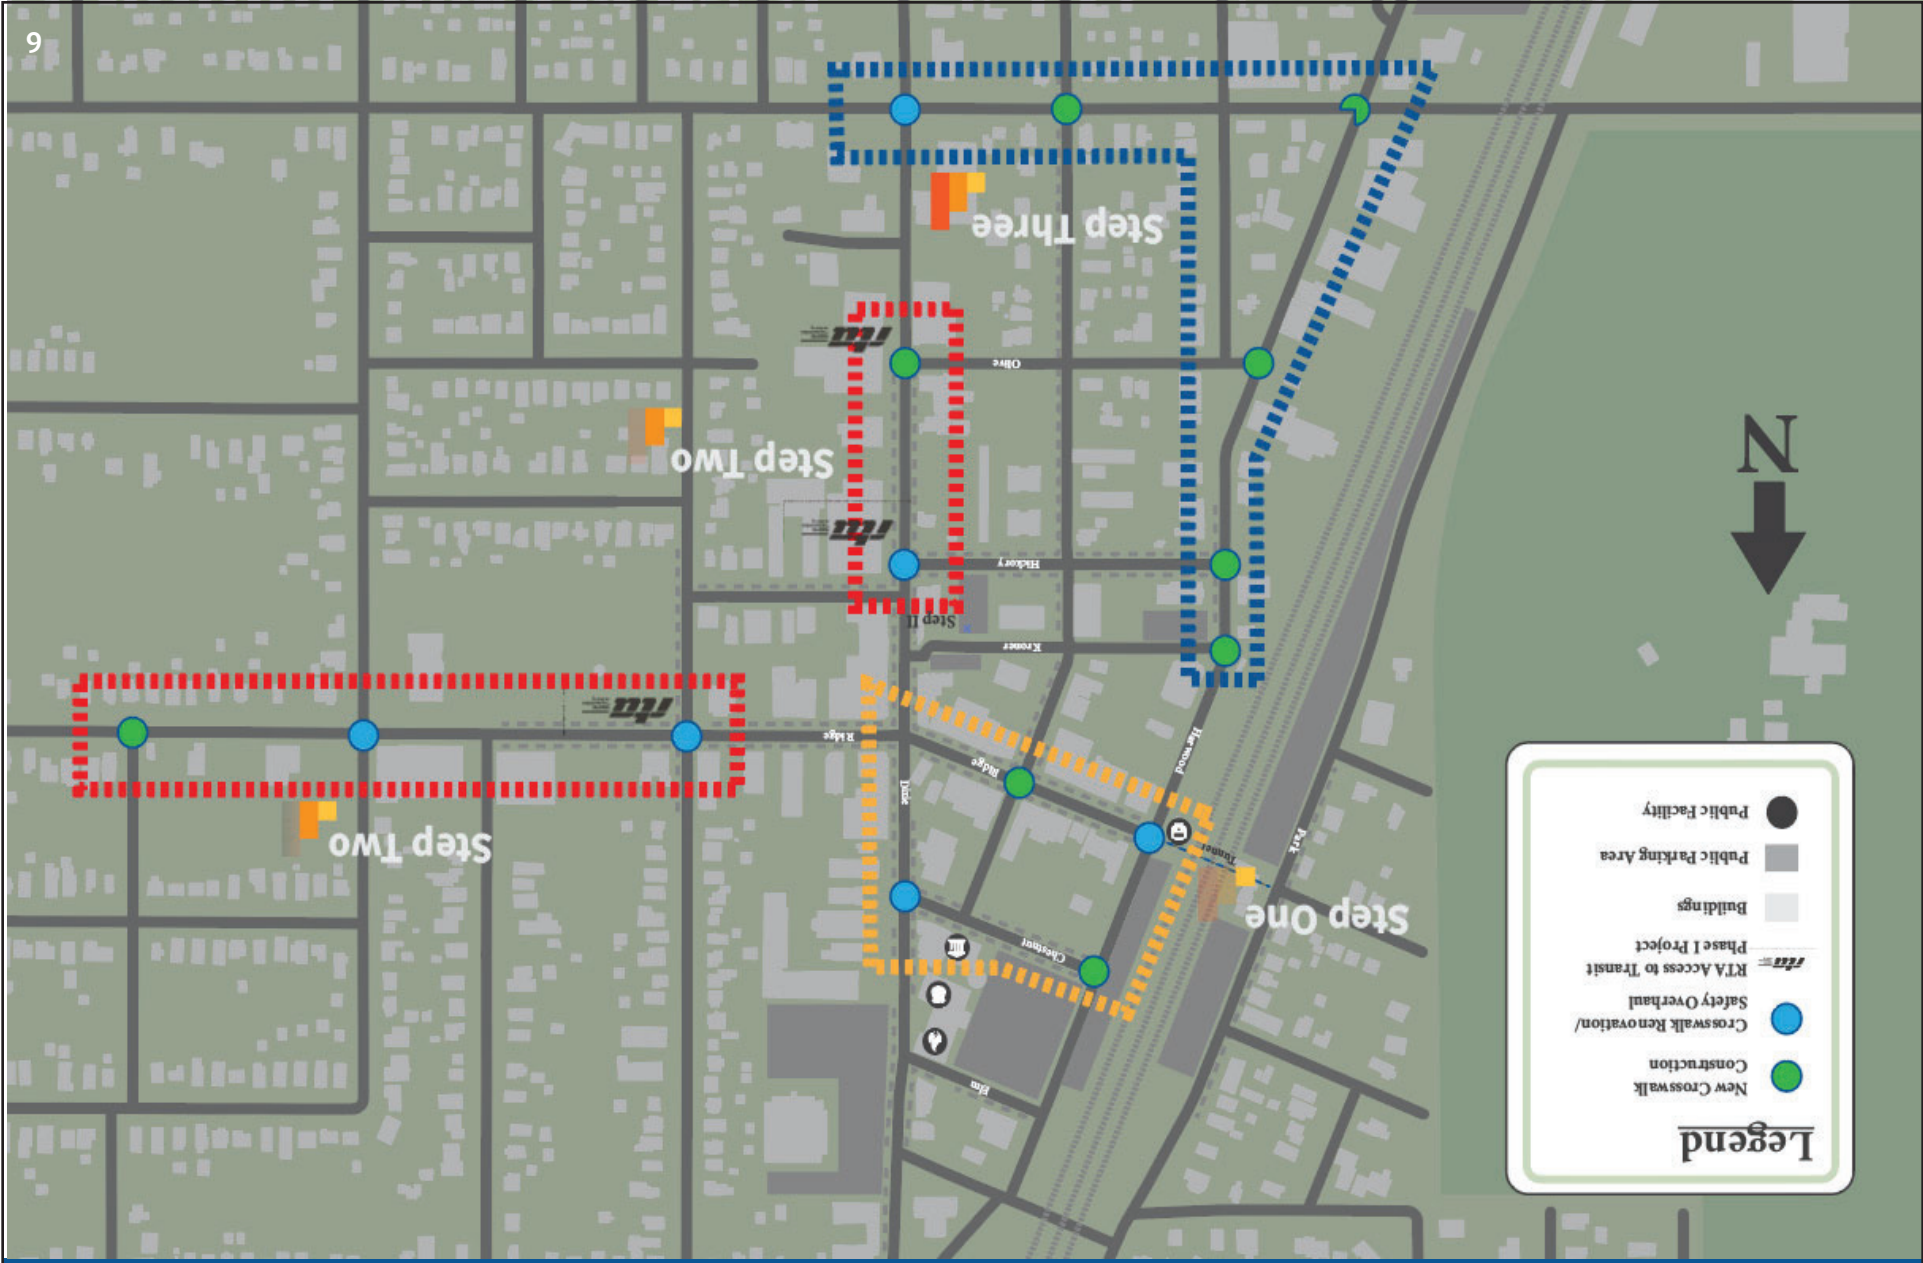 9
Step Three
Olive
Step Two
Hickory
Step II
Kroner
Ridge
Harwood
Dixie
Ridge
Step Two
Tunnel
Park
Step One
Chestnut
Elm
rta
rta
rta
N
Legend
New Crosswalk
Construction
Crosswalk Renovation/
Safety Overhaul
rta
RTA Access to Transit
Phase I Project
Buildings
Public Parking Area
Public Facility